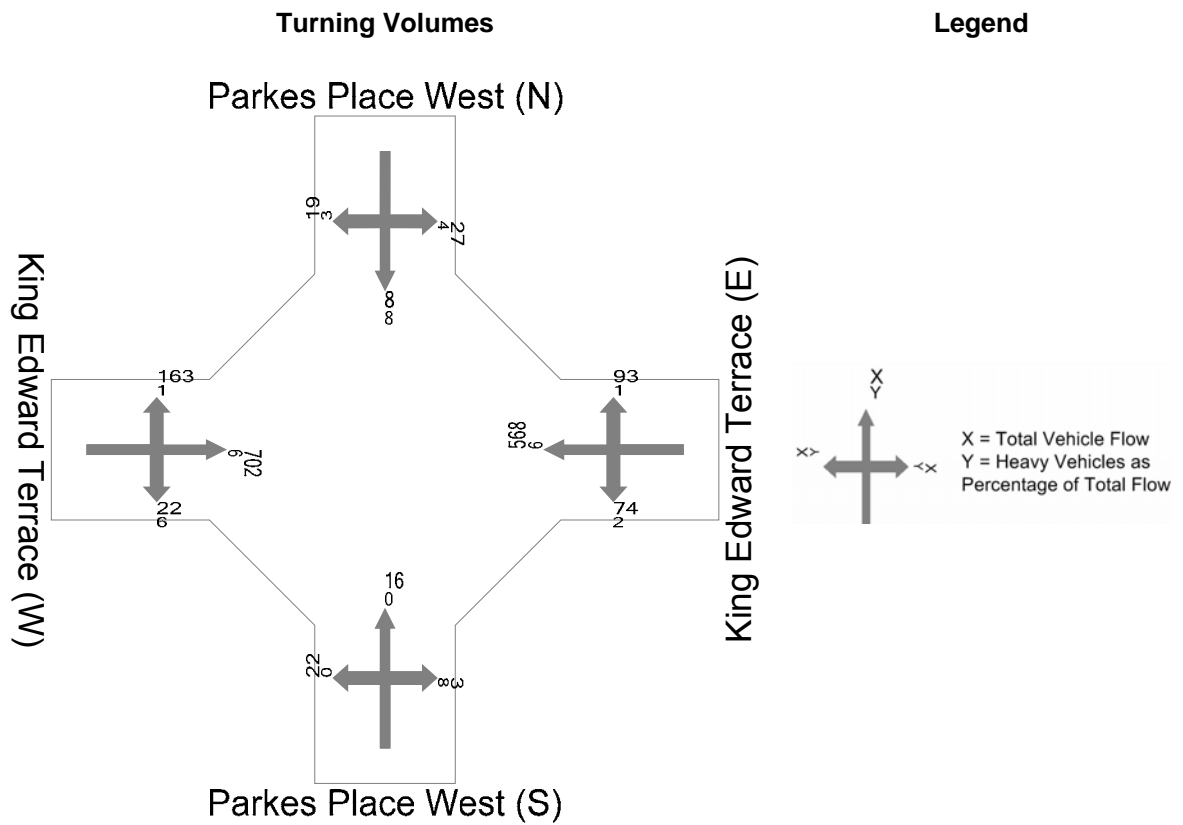 Turning Volumes
Legend
Parkes Place West (N)
19
3
27
4
8
8
King Edward Terrace (W)
King Edward Terrace (E)
163
1
93
1
702
6
22
6
74
2
16
0
22
0
3
8
Parkes Place West (S)
X
Y
XY
YX
X = Total Vehicle Flow
Y = Heavy Vehicles as
Percentage of Total Flow